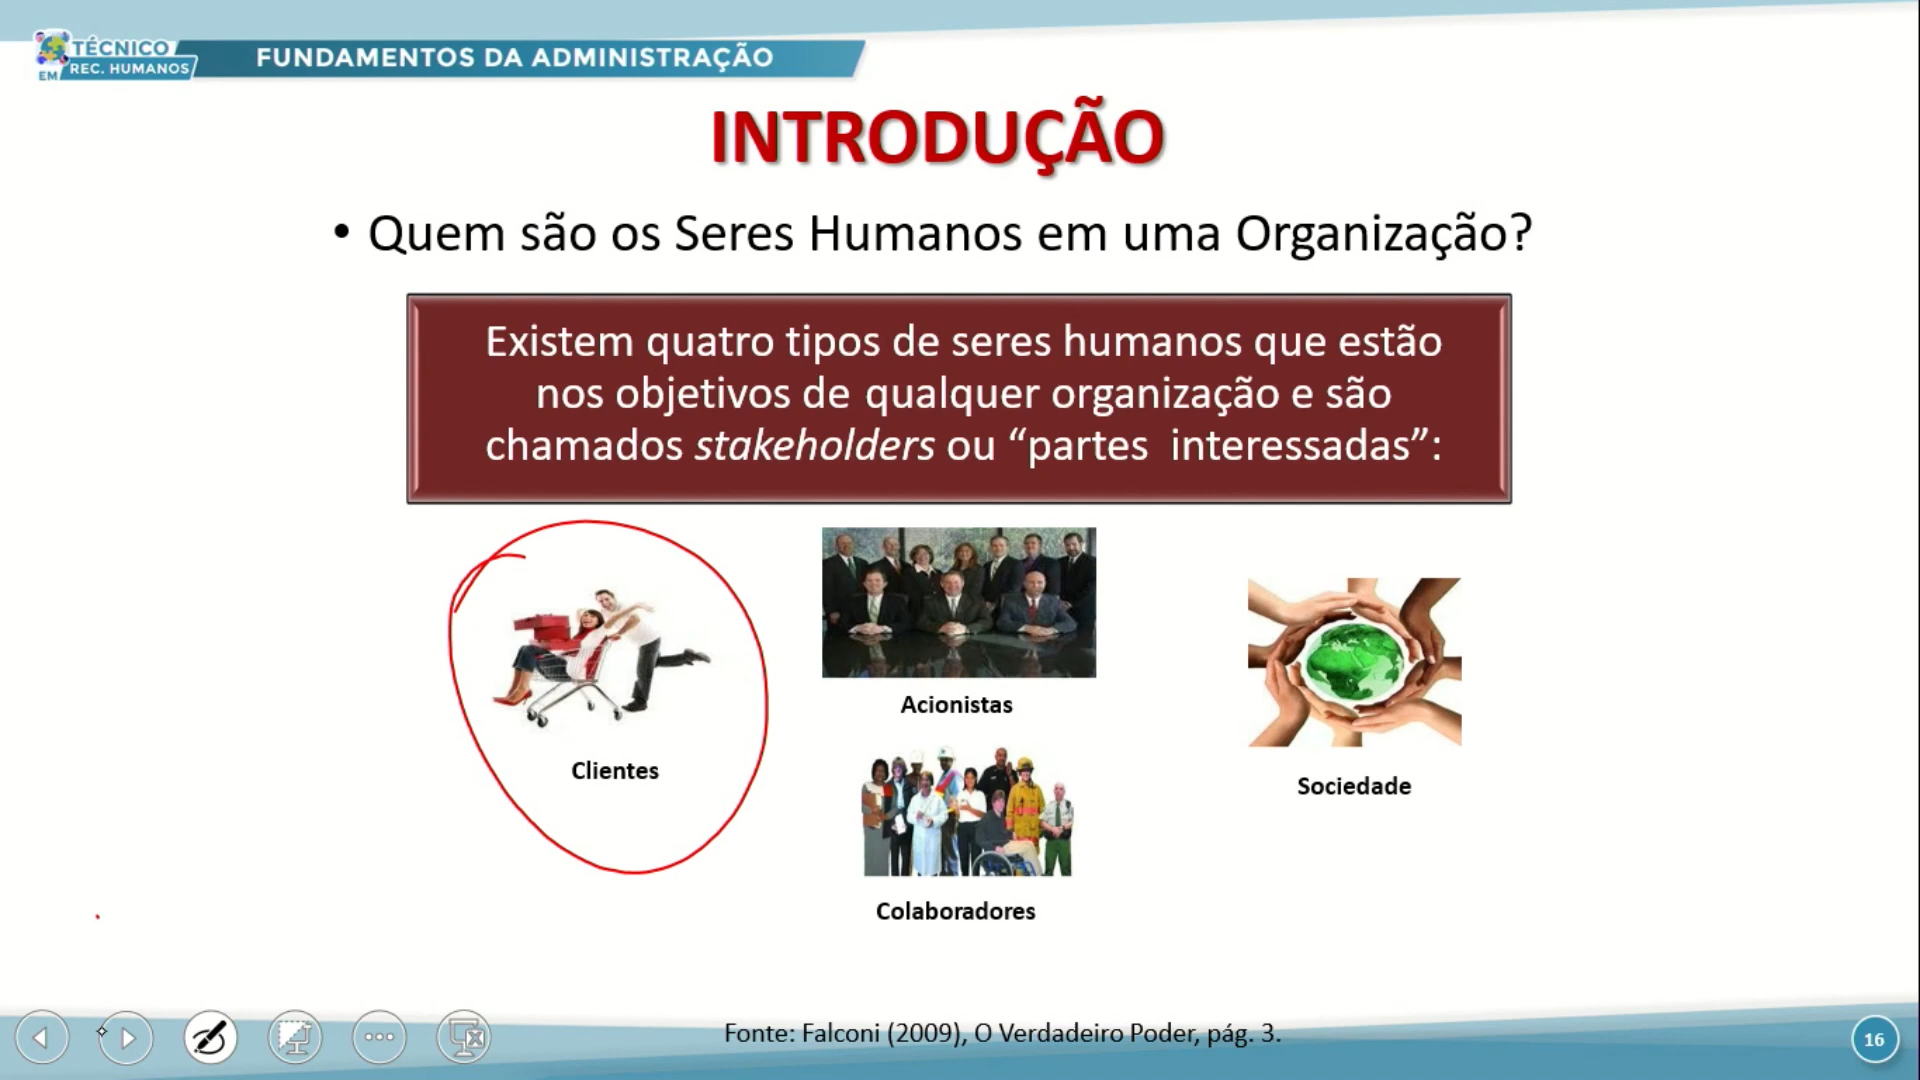 TÉCNICO
EM REC. HUMANOS
FUNDAMENTOS DA ADMINISTRAÇÃO
INTRODUÇÃO
• Quem são os Seres Humanos em uma Organização?
Existem quatro tipos de seres humanos que estão
nos objetivos de qualquer organização e são
chamados stakeholders ou “partes interessadas”:
Acionistas
Clientes
Sociedade
Colaboradores
Fonte: Falconi (2009), O Verdadeiro Poder, pág. 3.
16